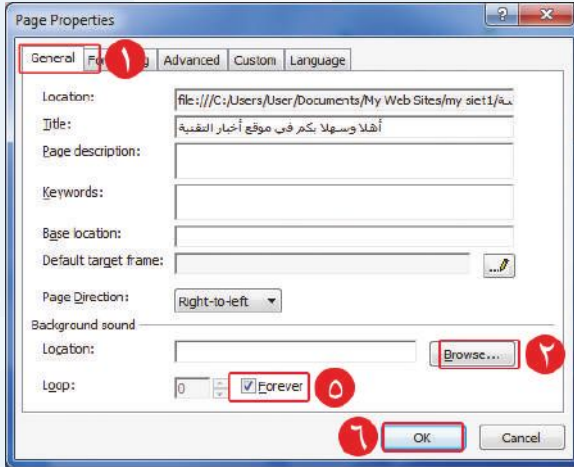 Page Properties
General ١ Advanced Custom Language
Location: file:///C:/Users/User/Documents/My Web Sites/my siet1/
Title: أهلا وسهلا بكم في موقع أخبار التقنية
Page description:
Keywords:
Base location:
Default target frame:
Page Direction: Right-to-left
Background sound
Location: Browse... ٢
Loop: 0 Forever ٥
٦ OK Cancel